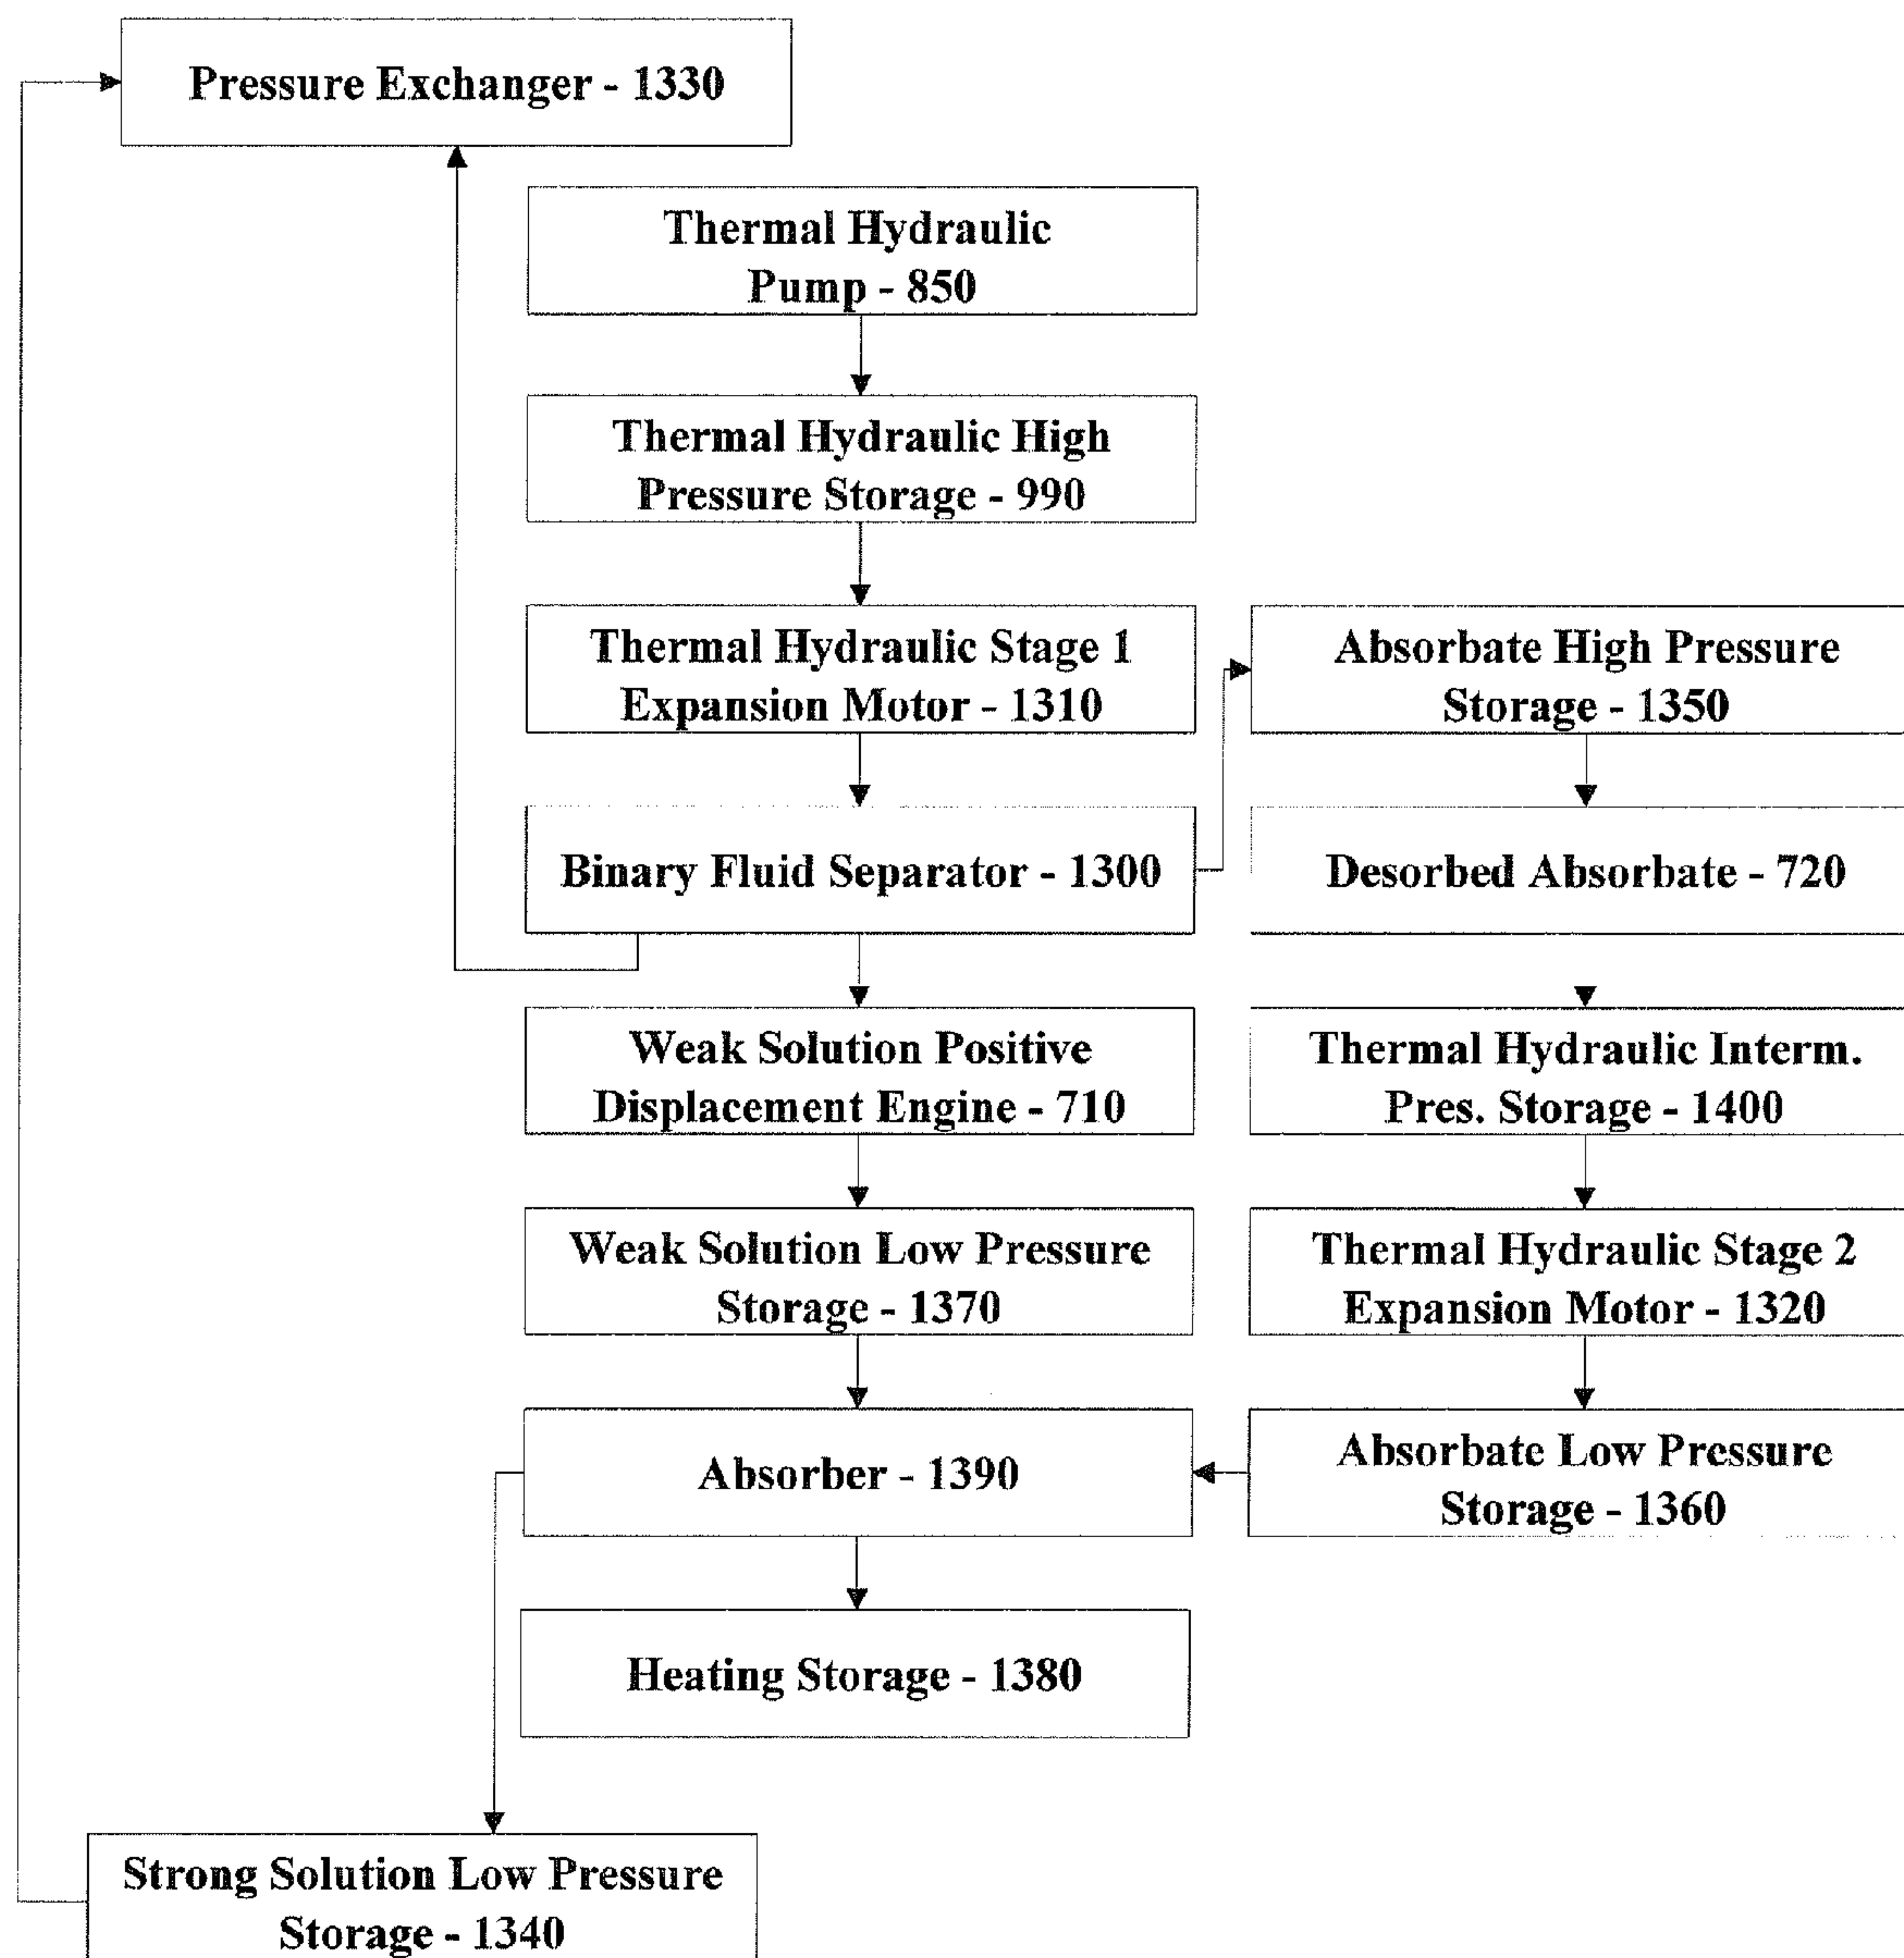 Pressure Exchanger - 1330
Thermal Hydraulic
Pump - 850
Thermal Hydraulic High
Pressure Storage - 990
Thermal Hydraulic Stage 1
Expansion Motor - 1310
Absorbate High Pressure
Storage - 1350
Binary Fluid Separator - 1300
Desorbed Absorbate - 720
Weak Solution Positive
Displacement Engine - 710
Thermal Hydraulic Interm.
Pres. Storage - 1400
Weak Solution Low Pressure
Storage - 1370
Thermal Hydraulic Stage 2
Expansion Motor - 1320
Absorber - 1390
Absorbate Low Pressure
Storage - 1360
Heating Storage - 1380
Strong Solution Low Pressure
Storage - 1340